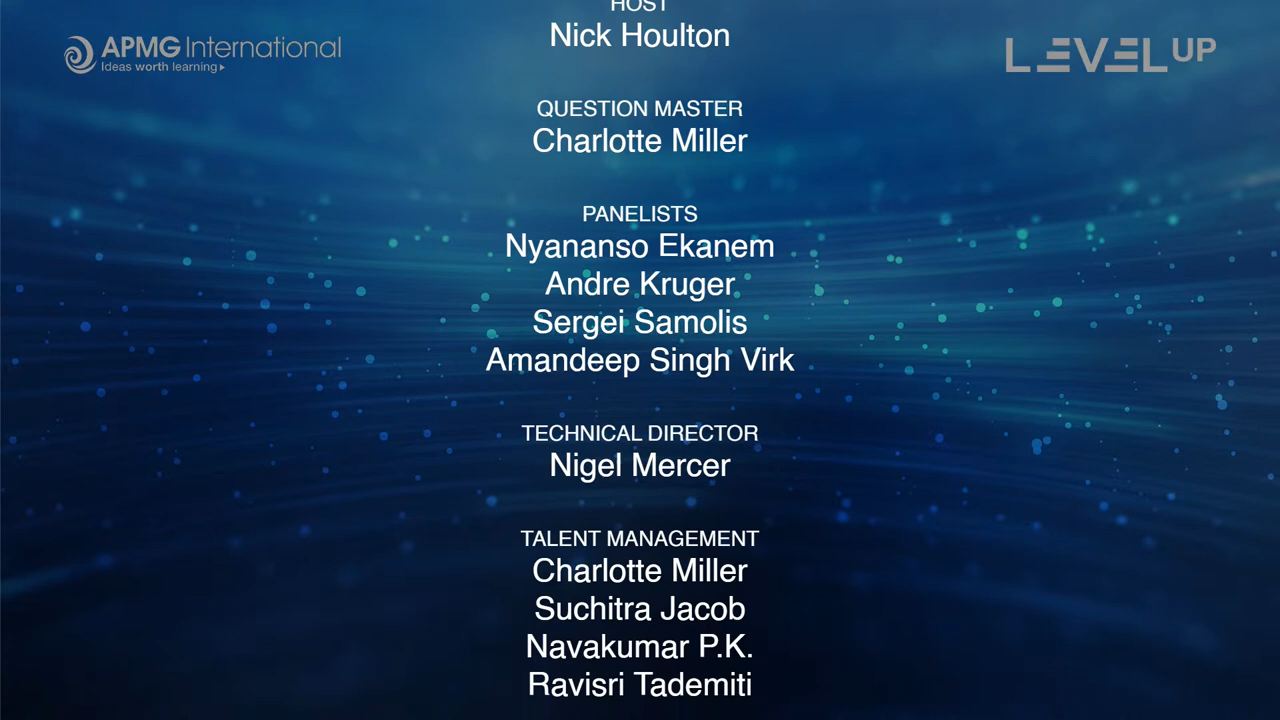 HOST
Nick Houlton
APMG International
Ideas worth learning
LEVEL UP
QUESTION MASTER
Charlotte Miller
PANELISTS
Nyananso Ekanem
Andre Kruger
Sergei Samolis
Amandeep Singh Virk
TECHNICAL DIRECTOR
Nigel Mercer
TALENT MANAGEMENT
Charlotte Miller
Suchitra Jacob
Navakumar P.K.
Ravisri Tademiti